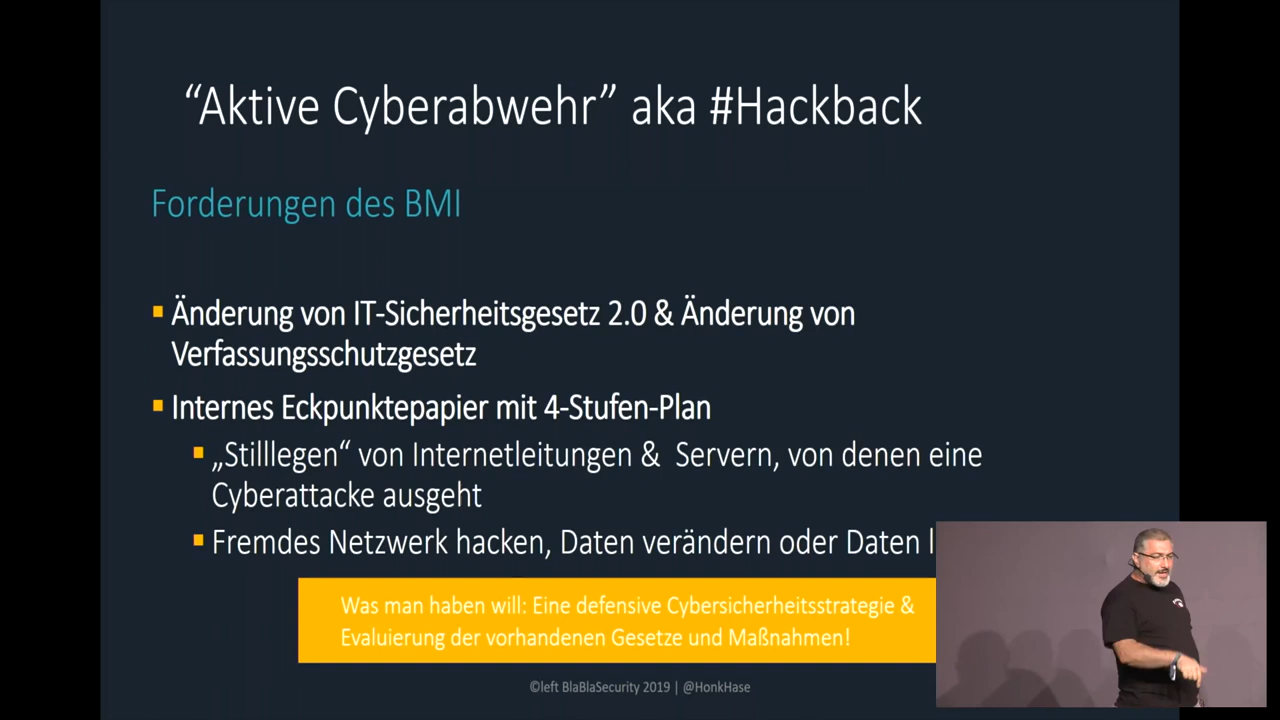 “Aktive Cyberabwehr” aka #Hackback
Forderungen des BMI
Änderung von IT-Sicherheitsgesetz 2.0 & Änderung von
Verfassungsschutzgesetz
Internes Eckpunktepapier mit 4-Stufen-Plan
„Stilllegen“ von Internetleitungen & Servern, von denen eine
Cyberattacke ausgeht
Fremdes Netzwerk hacken, Daten verändern oder Daten
Was man haben will: Eine defensive Cybersicherheitsstrategie &
Evaluierung der vorhandenen Gesetze und Maßnahmen!
©left BlaBlaSecurity 2019 | @HonkHase